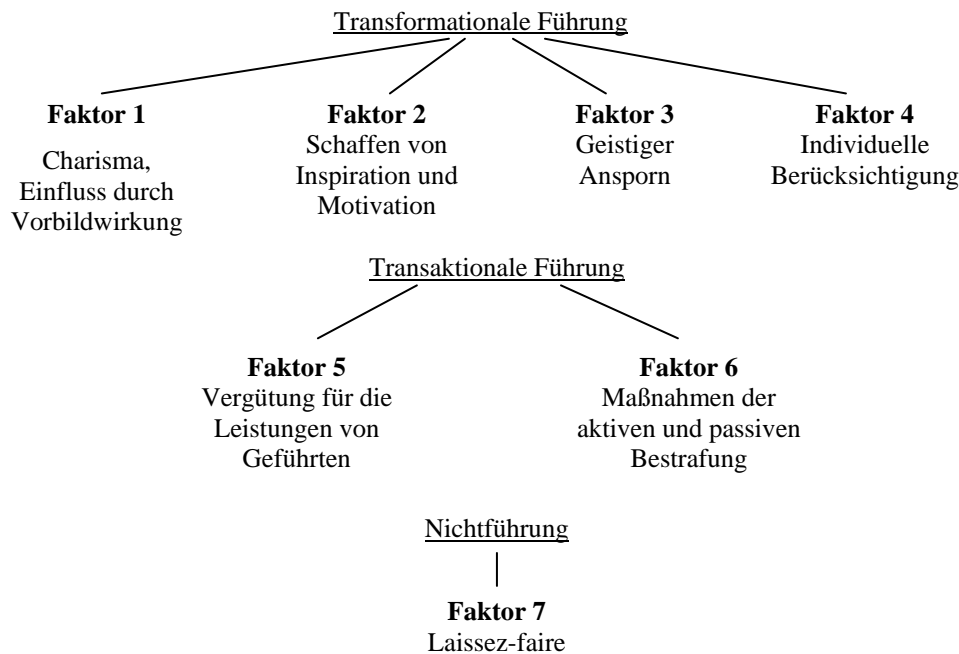 Transformationale Führung
Faktor 1
Charisma,
Einfluss durch
Vorbildwirkung
Faktor 2
Schaffen von
Inspiration und
Motivation
Faktor 3
Geistiger
Ansporn
Faktor 4
Individuelle
Berücksichtigung
Transaktionale Führung
Faktor 5
Vergütung für die
Leistungen von
Geführten
Faktor 6
Maßnahmen der
aktiven und passiven
Bestrafung
Nichtführung
Faktor 7
Laissez-faire